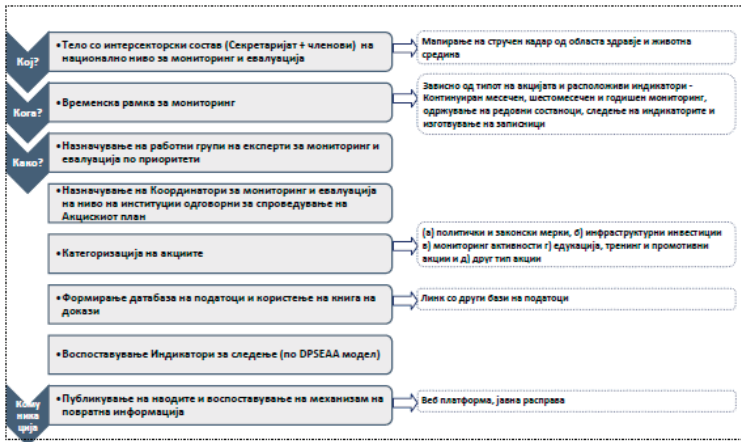 Кој?
•Тело со интерсекторски состав (Секретаријат + членови) на
национално ниво за мониторинг и евалуација
Мапирање на стручен кадар од областа здравје и животна
средина
Кога?
•Временска рамка за мониторинг
Зависно од типот на акцијата и расположиви индикатори -
Континуиран месечен, шестомесечен и годишен мониторинг,
одржување на редовни состаноци, следење на индикаторите и
изготвување на записници
Како?
•Назначување на работни групи на експерти за мониторинг и
евалуација по приоритети
•Назначување на Координатори за мониторинг и евалуација
на ниво на институции одговорни за спроведување на
Акцискиот план
•Категоризација на акциите
(а) политички и законски мерки, б) инфраструктурни инвестиции
в) мониторинг активности г) едукација, тренинг и промотивни
акции и д) друг тип акции
•Формирање датабаза на податоци и користење на книга на
докази
Линк со други бази на податоци
•Воспоставување Индикатори за следење (по DPSEAA модел)
Кому
ника
ција
•Публикување на наодите и воспоставување на механизам на
повратна информација
Веб платформа, јавна расправа